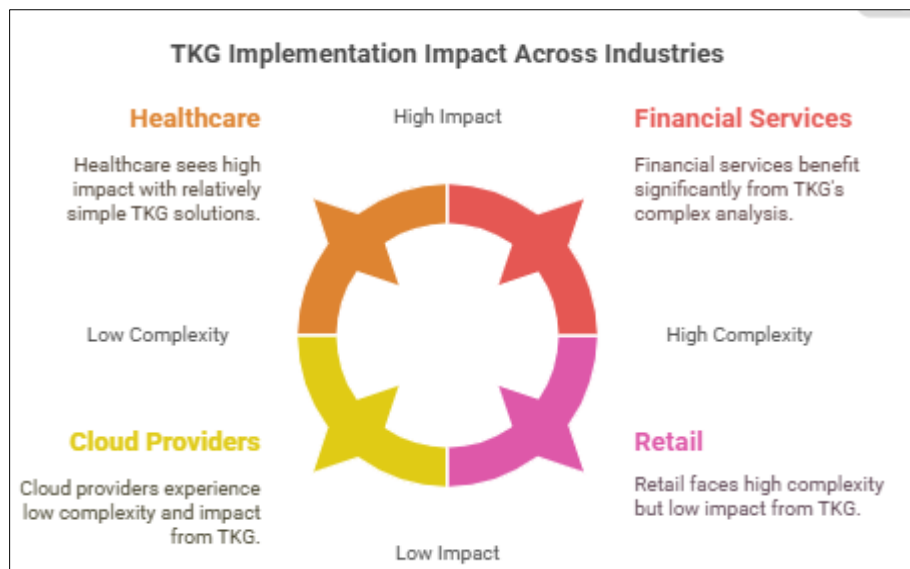 TKG Implementation Impact Across Industries
Healthcare
Healthcare sees high
impact with relatively
simple TKG solutions.
High Impact
Financial Services
Financial services benefit
significantly from TKG's
complex analysis.
Low Complexity
High Complexity
Cloud Providers
Cloud providers experience
low complexity and impact
from TKG.
Retail
Retail faces high complexity
but low impact from TKG.
Low Impact